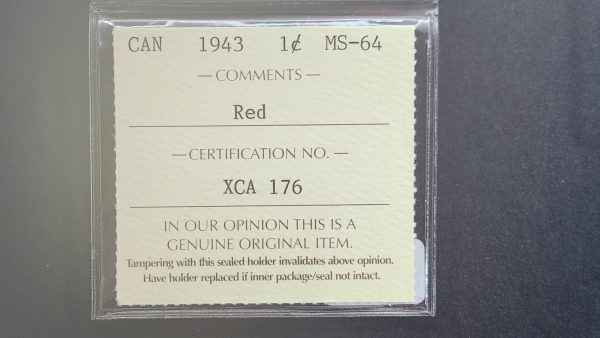 CAN 1943 1¢ MS-64
— COMMENTS —
Red
— CERTIFICATION NO. —
XCA 176
IN OUR OPINION THIS IS A
GENUINE ORIGINAL ITEM.
Tampering with this sealed holder invalidates above opinion.
Have holder replaced if inner package/seal not intact.